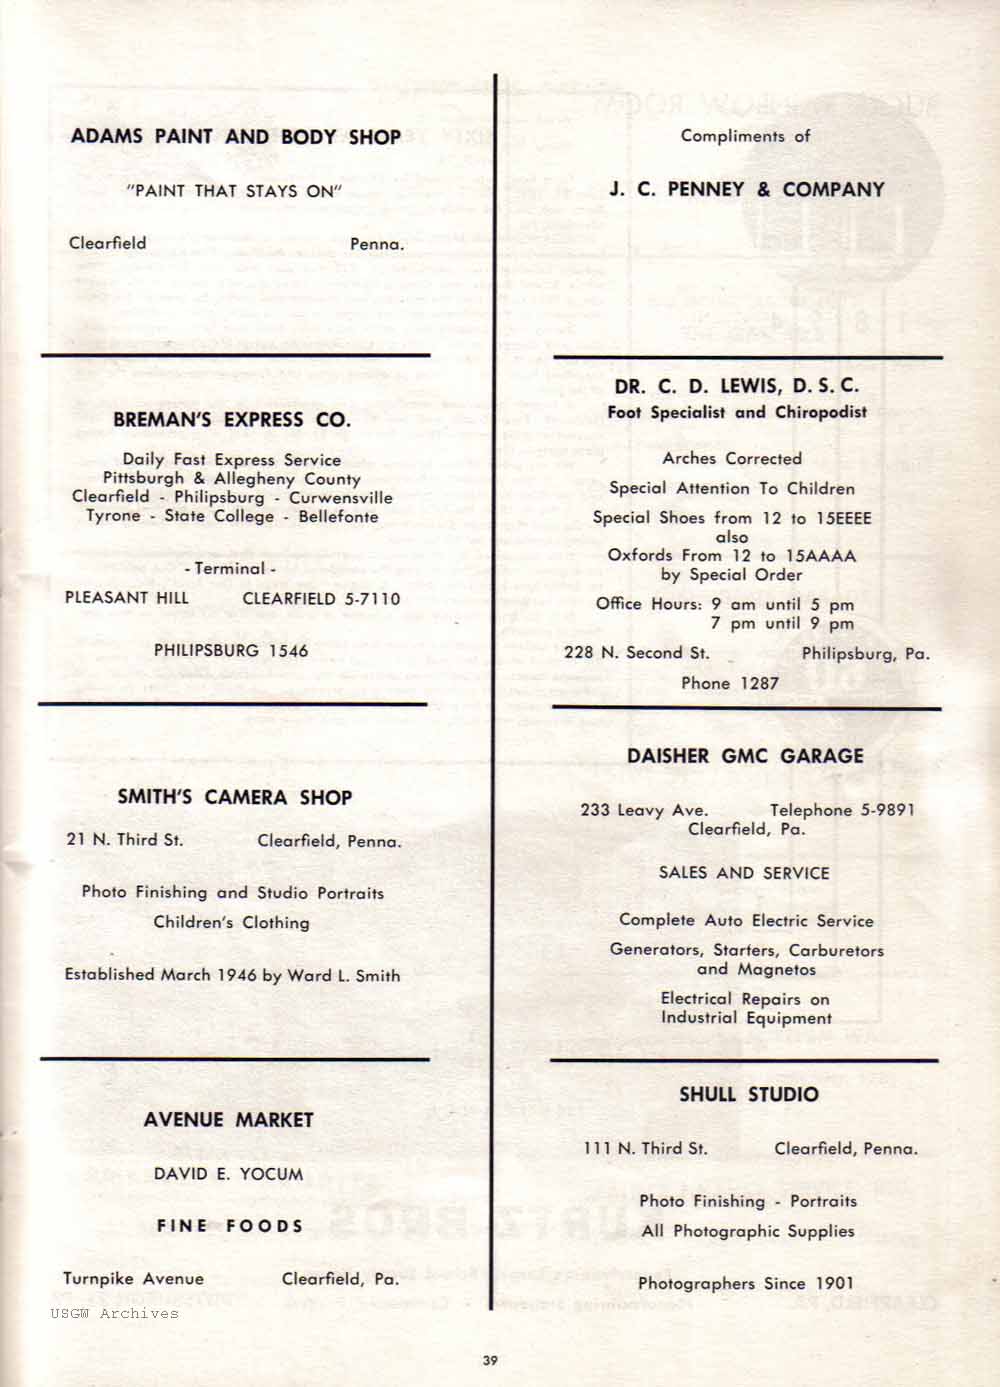 ADAMS PAINT AND BODY SHOP
"PAINT THAT STAYS ON"
Clearfield Penna.
BREMAN'S EXPRESS CO.
Daily Fast Express Service
Pittsburgh & Allegheny County
Clearfield - Philipsburg - Curwensville
Tyrone - State College - Bellefonte
- Terminal -
PLEASANT HILL CLEARFIELD 5-7110
PHILIPSBURG 1546
SMITH'S CAMERA SHOP
21 N. Third St. Clearfield, Penna.
Photo Finishing and Studio Portraits
Children's Clothing
Established March 1946 by Ward L. Smith
AVENUE MARKET
DAVID E. YOCUM
FINE FOODS
Turnpike Avenue Clearfield, Pa.
USGW Archives
Compliments of
J. C. PENNEY & COMPANY
DR. C. D. LEWIS, D. S. C.
Foot Specialist and Chiropodist
Arches Corrected
Special Attention To Children
Special Shoes from 12 to 15EEEE
also
Oxfords From 12 to 15AAAA
by Special Order
Office Hours: 9 am until 5 pm
7 pm until 9 pm
228 N. Second St. Philipsburg, Pa.
Phone 1287
DAISHER GMC GARAGE
233 Leavy Ave. Telephone 5-9891
Clearfield, Pa.
SALES AND SERVICE
Complete Auto Electric Service
Generators, Starters, Carburetors
and Magnetos
Electrical Repairs on
Industrial Equipment
SHULL STUDIO
111 N. Third St. Clearfield, Penna.
Photo Finishing - Portraits
All Photographic Supplies
Photographers Since 1901
39